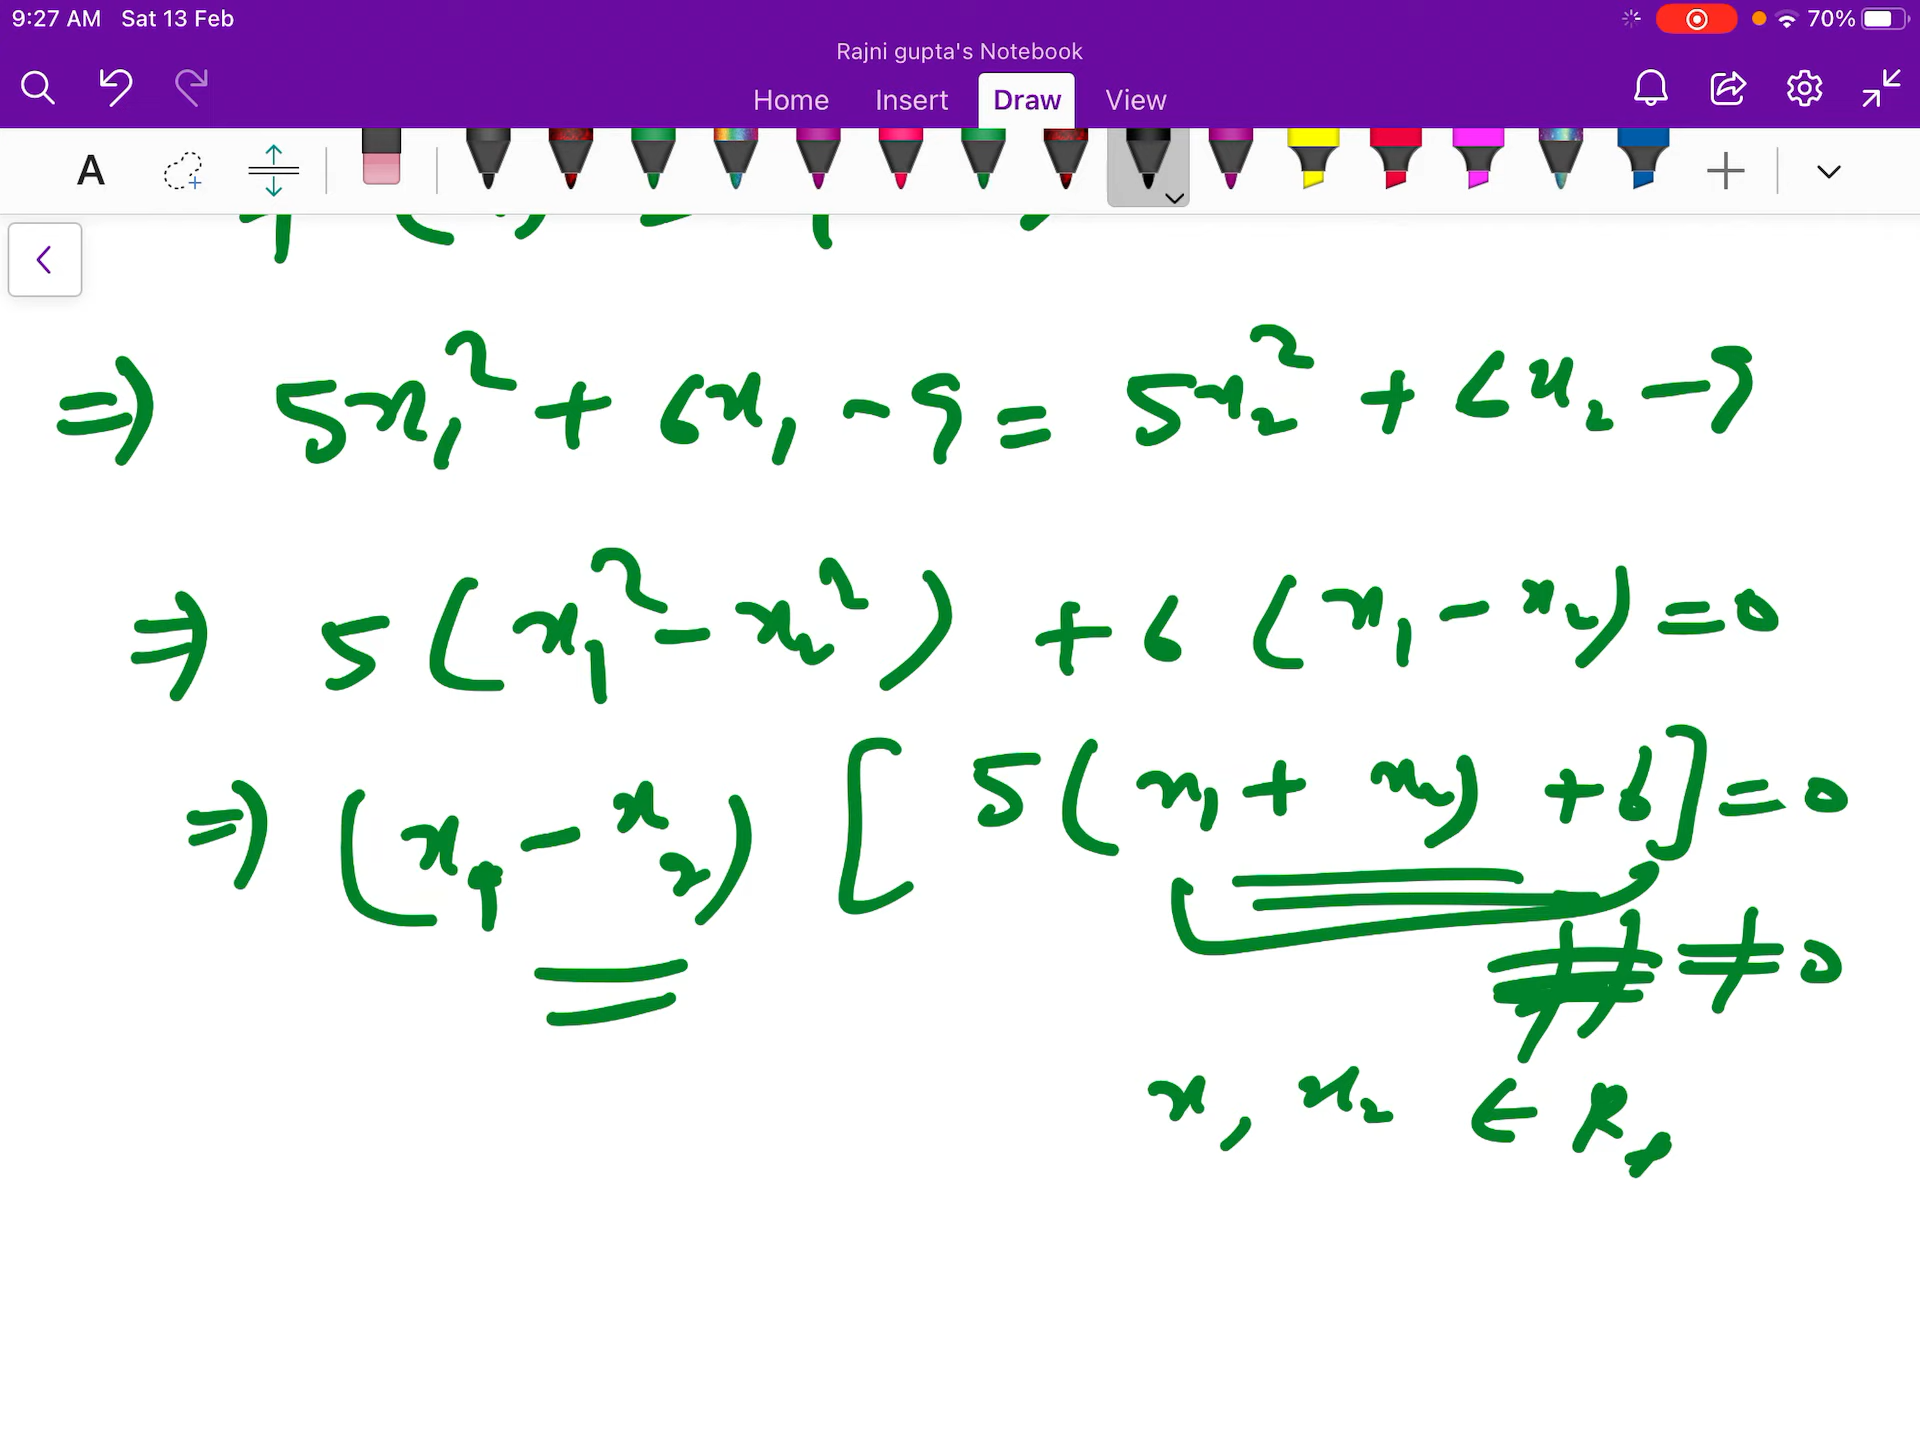 9:27 AM Sat 13 Feb
70%
Rajni gupta's Notebook
Home Insert Draw View
A
⇒ 5x₁² + 6x₁ - 9 = 5x₂² + 6x₂ - 9
⇒ 5(x₁² - x₂²) + 6(x₁ - x₂) = 0
⇒ (x₁ - x₂) [5(x₁ + x₂) + 6] = 0
≠ 0
x, x₂ ∈ R₊